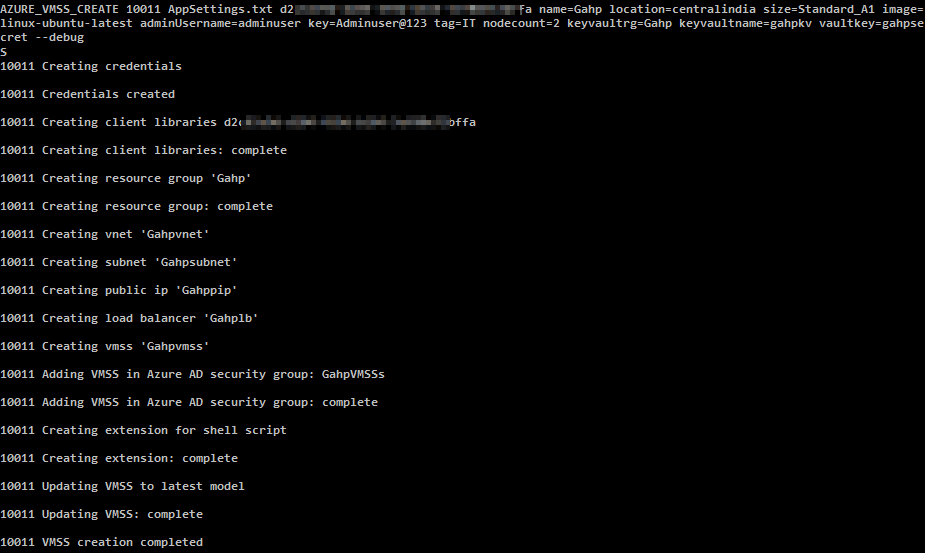 AZURE_VMSS_CREATE 10011 AppSettings.txt d2 fa name=Gahp location=centralindia size=Standard_A1 image=
linux-ubuntu-latest adminUsername=adminuser key=Adminuser@123 tag=IT nodecount=2 keyvaultrg=Gahp keyvaultname=gahpkv vaultkey=gahpse
cret --debug
S
10011 Creating credentials
10011 Credentials created
10011 Creating client libraries d2 bffa
10011 Creating client libraries: complete
10011 Creating resource group 'Gahp'
10011 Creating resource group: complete
10011 Creating vnet 'Gahpvnet'
10011 Creating subnet 'Gahpsubnet'
10011 Creating public ip 'Gahppip'
10011 Creating load balancer 'Gahplb'
10011 Creating vmss 'Gahpvmss'
10011 Adding VMSS in Azure AD security group: GahpVMSSs
10011 Adding VMSS in Azure AD security group: complete
10011 Creating extension for shell script
10011 Creating extension: complete
10011 Updating VMSS to latest model
10011 Updating VMSS: complete
10011 VMSS creation completed